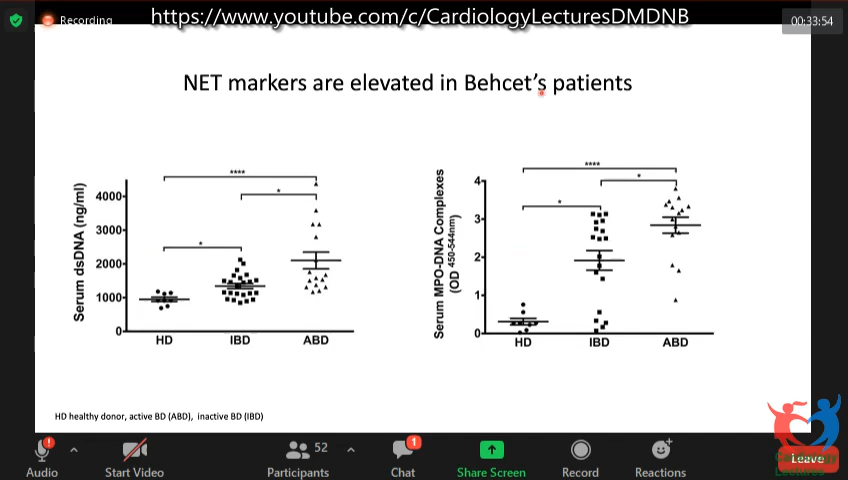 https://www.youtube.com/c/CardiologyLecturesDMDNB
Recording
00:33:54
NET markers are elevated in Behcet's patients
Serum dsDNA (ng/ml)
4000
3000
2000
1000
0
****
*
*
HD
IBD
ABD
Serum MPO-DNA Complexes
(OD 450-544nm)
4
3
2
1
0
****
*
*
HD
IBD
ABD
HD healthy donor, active BD (ABD), inactive BD (IBD)
Audio
Start Video
52
Participants
1
Chat
Share Screen
Record
Reactions
Leave
Cardiology
Lectures